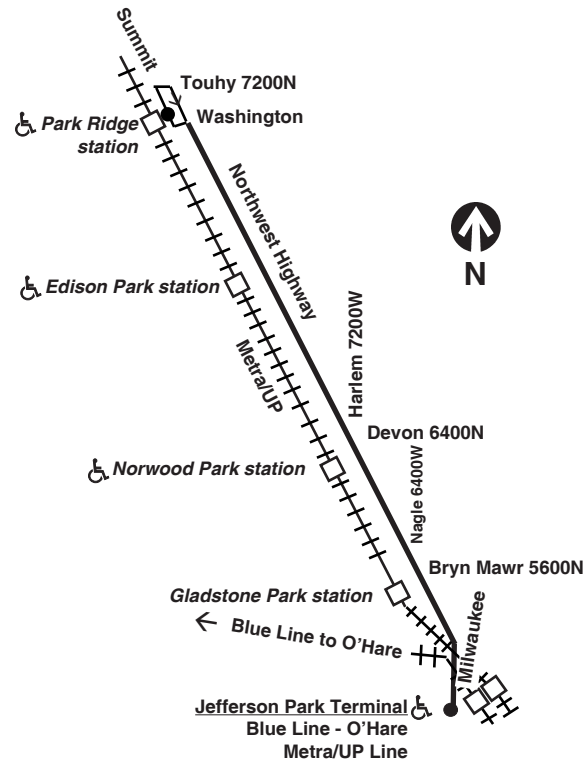 Summit
Touhy 7200N
Washington
Park Ridge
station
Northwest Highway
N
Edison Park station
Harlem 7200W
Metra/UP
Devon 6400N
Nagle 6400W
Norwood Park station
Bryn Mawr 5600N
Gladstone Park station
Milwaukee
Blue Line to O'Hare
Jefferson Park Terminal
Blue Line - O'Hare
Metra/UP Line